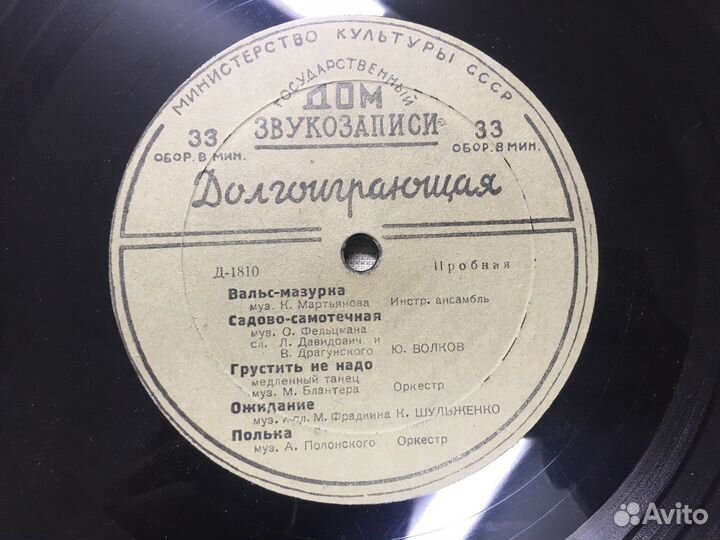 МИНИСТЕРСТВО КУЛЬТУРЫ СССР
ГОСУДАРСТВЕННЫЙ
ДОМ
ЗВУКОЗАПИСИ
33 33
ОБОР. В МИН. ОБОР. В МИН.
Долгоиграющая
Д-1810 Пробная
Вальс-мазурка
муз. К. Мартьянова Инстр. ансамбль
Садово-самотечная
муз. О. Фельцмана
сл. Л. Давидович и
В. Драгунского Ю. ВОЛКОВ
Грустить не надо
медленный танец
муз. М. Блантера Оркестр
Ожидание
муз. и сл. М. Фрадкина К. ШУЛЬЖЕНКО
Полька
муз. А. Полонского Оркестр
Avito